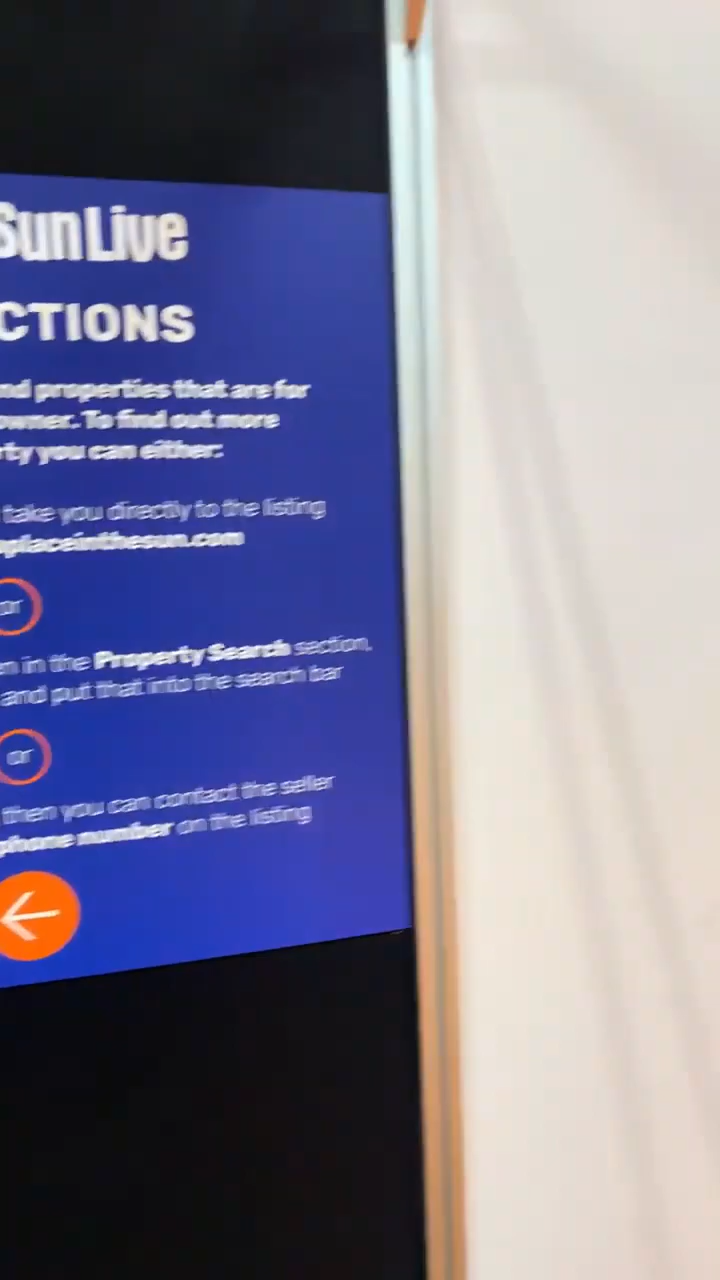 SunLive
CTIONS
nd properties that are for
owner. To find out more
rty you can either:
take you directly to the listing
placeinthesun.com
or
en in the Property Search section,
and put that into the search bar
or
then you can contact the seller
phone number on the listing